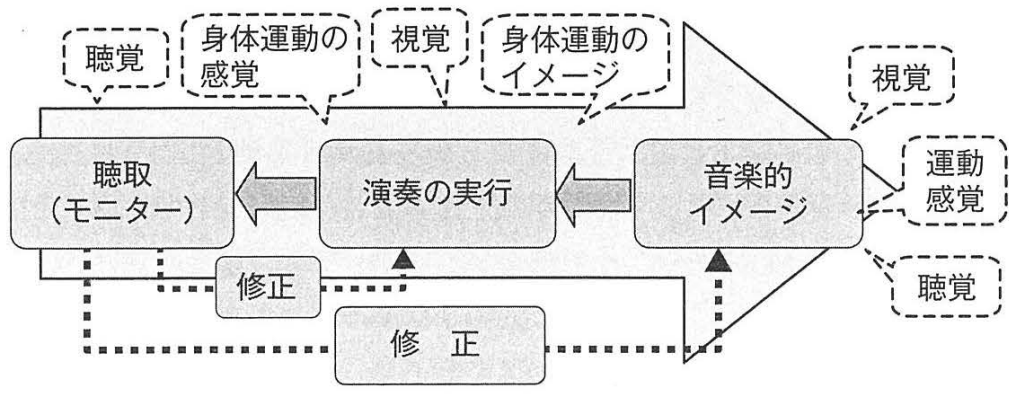 聴覚
身体運動の
感覚
視覚
身体運動の
イメージ
視覚
運動
感覚
聴覚
聴取
（モニター）
演奏の実行
音楽的
イメージ
修正
修 正